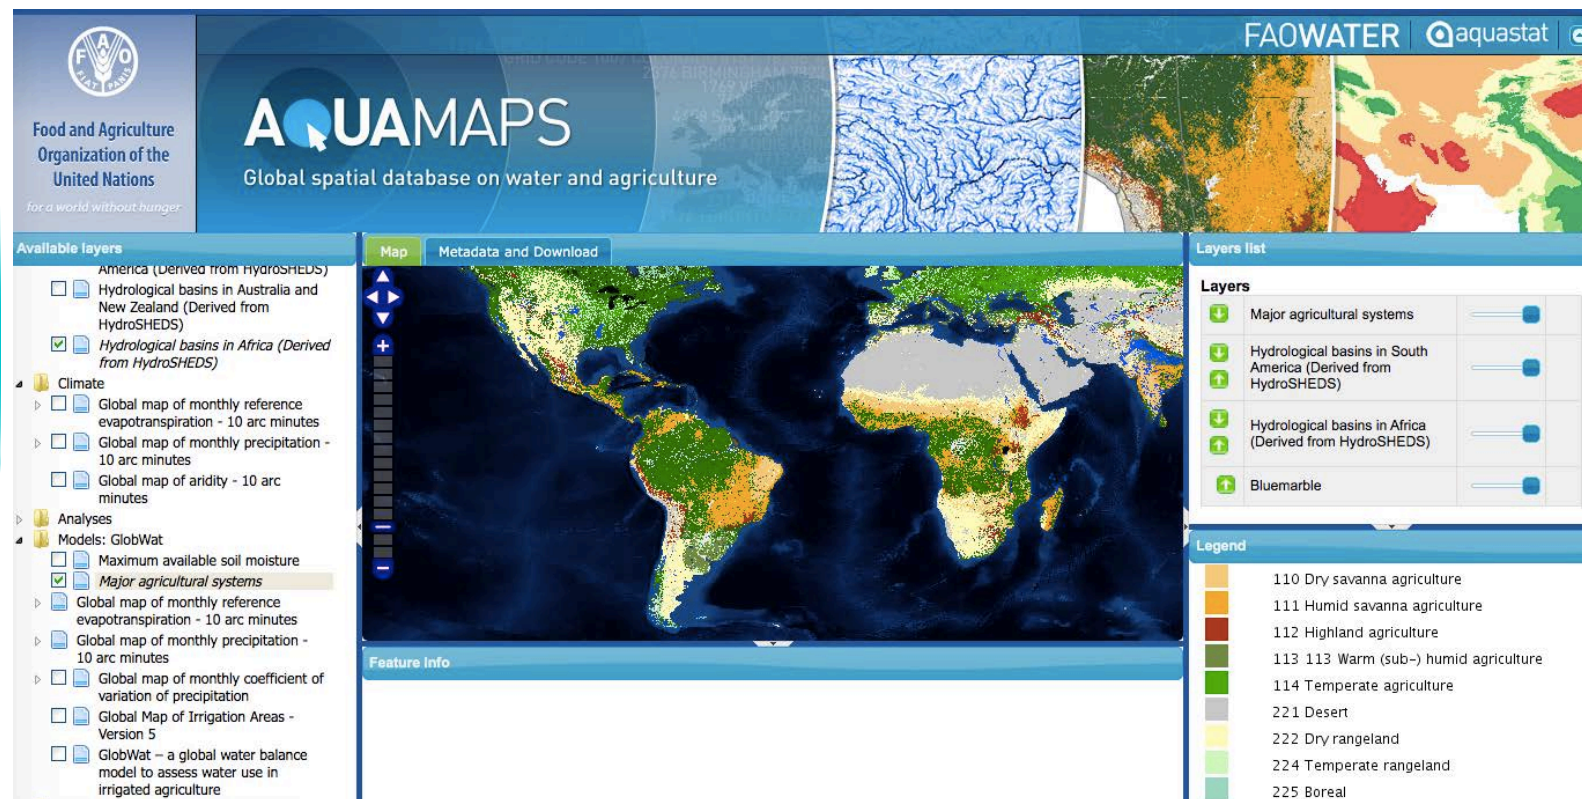 FAO
FIAT PANIS
Food and Agriculture
Organization of the
United Nations
for a world without hunger
AQUAMAPS
Global spatial database on water and agriculture
FAOWATER
aquastat
Available layers
America (Derived from HydroSHEDS)
Hydrological basins in Australia and
New Zealand (Derived from
HydroSHEDS)
Hydrological basins in Africa (Derived
from HydroSHEDS)
Climate
Global map of monthly reference
evapotranspiration - 10 arc minutes
Global map of monthly precipitation -
10 arc minutes
Global map of aridity - 10 arc
minutes
Analyses
Models: GlobWat
Maximum available soil moisture
Major agricultural systems
Global map of monthly reference
evapotranspiration - 10 arc minutes
Global map of monthly precipitation -
10 arc minutes
Global map of monthly coefficient of
variation of precipitation
Global Map of Irrigation Areas -
Version 5
GlobWat – a global water balance
model to assess water use in
irrigated agriculture
Map
Metadata and Download
Feature Info
Layers list
Layers
Major agricultural systems
Hydrological basins in South
America (Derived from
HydroSHEDS)
Hydrological basins in Africa
(Derived from HydroSHEDS)
Bluemarble
Legend
110 Dry savanna agriculture
111 Humid savanna agriculture
112 Highland agriculture
113 113 Warm (sub-) humid agriculture
114 Temperate agriculture
221 Desert
222 Dry rangeland
224 Temperate rangeland
225 Boreal